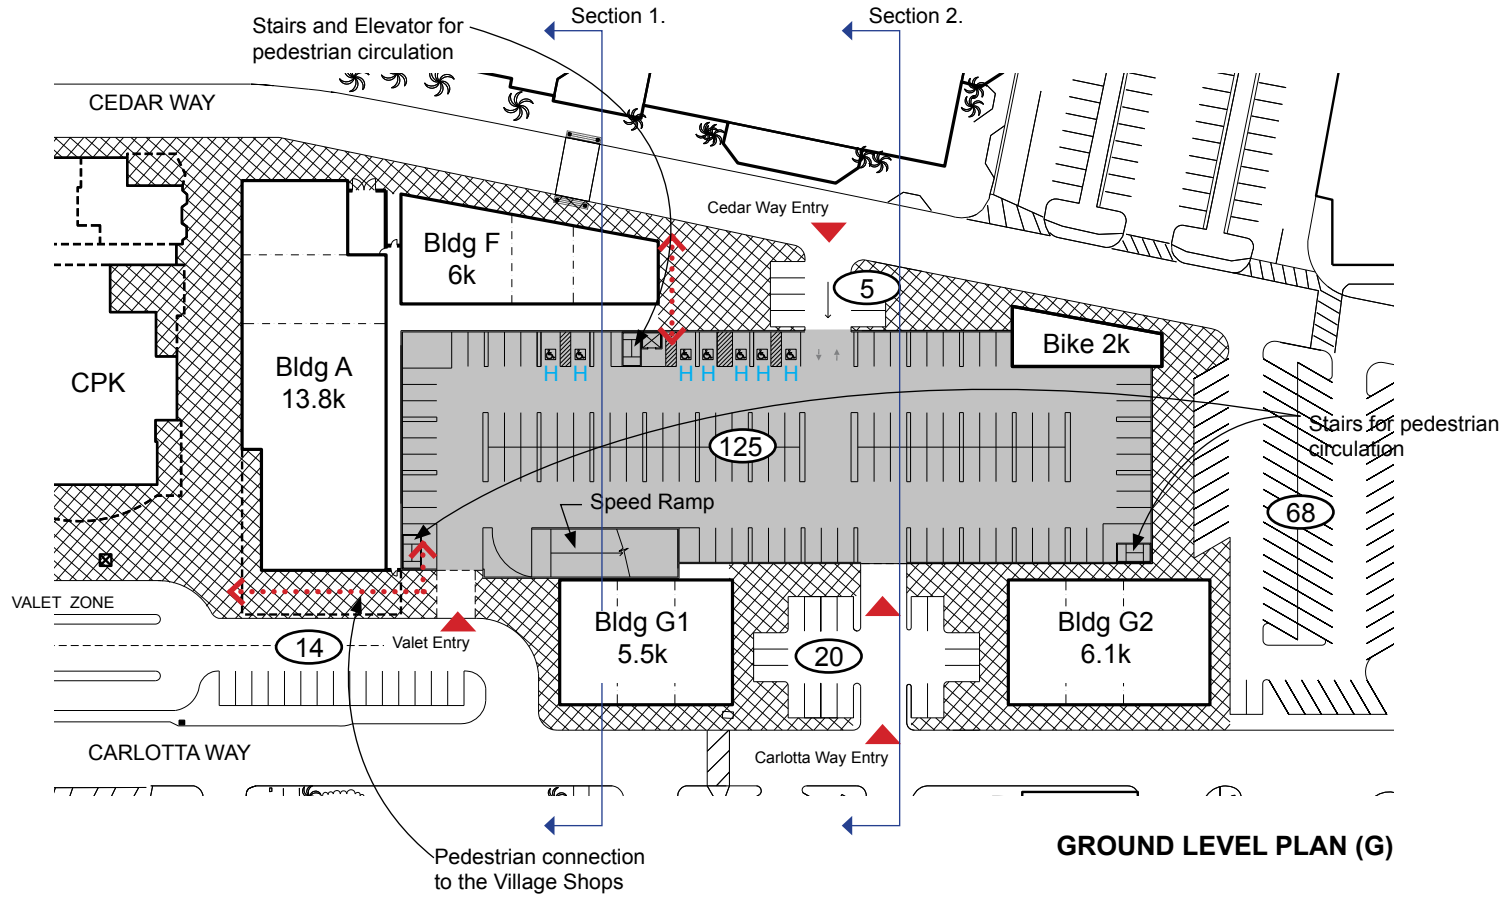 Section 1.
Section 2.
Stairs and Elevator for
pedestrian circulation
CEDAR WAY
Cedar Way Entry
Bldg F
6k
5
Bike 2k
Bldg A
13.8k
CPK
H H H H H H H
125
Stairs for pedestrian
circulation
Speed Ramp
68
VALET ZONE
14
Valet Entry
Bldg G1
5.5k
20
Bldg G2
6.1k
CARLOTTA WAY
Carlotta Way Entry
GROUND LEVEL PLAN (G)
Pedestrian connection
to the Village Shops